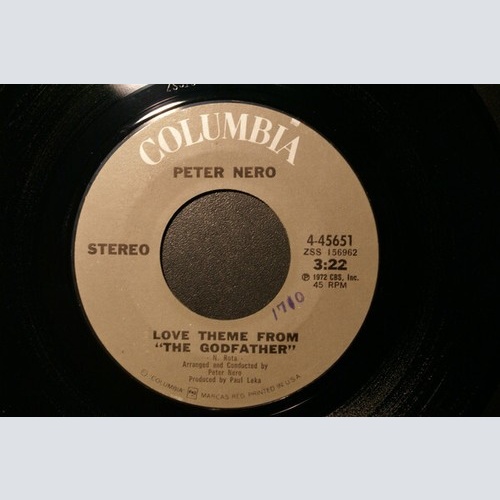 COLUMBIA
PETER NERO
STEREO
4-45651
ZSS 156962
3:22
Ⓟ 1972 CBS, Inc.
45 RPM
1710
LOVE THEME FROM
"THE GODFATHER"
- N. Rota -
Arranged and Conducted by
Peter Nero
Produced by Paul Leka
COLUMBIA MARCAS REG. PRINTED IN U.S.A.